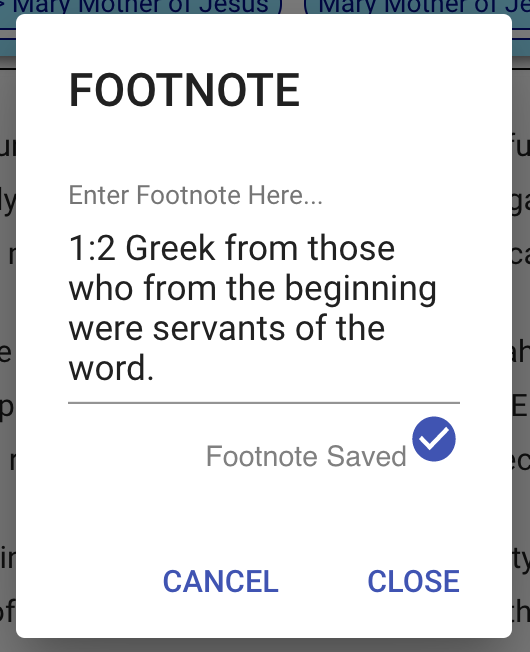 Mary Mother of Jesus
Mary Mother of Je
FOOTNOTE
Enter Footnote Here...
1:2 Greek from those
who from the beginning
were servants of the
word.
Footnote Saved
CANCEL
CLOSE